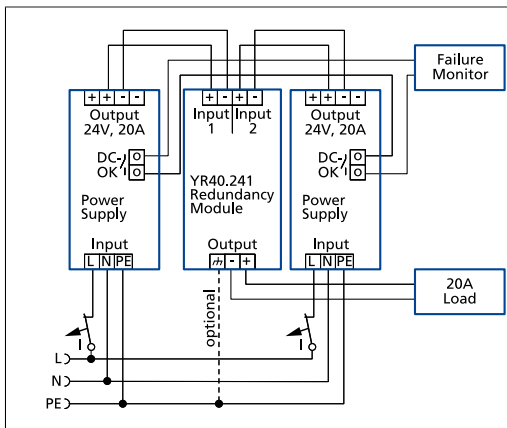 Failure
Monitor
+ + - -
Output
24V, 20A
DC-
OK
Power
Supply
Input
L N PE
+ - + -
Input Input
1 2
YR40.241
Redundancy
Module
Output
- +
+ + - -
Output
24V, 20A
DC-
OK
Power
Supply
Input
L N PE
20A
Load
optional
I
I
L
N
PE